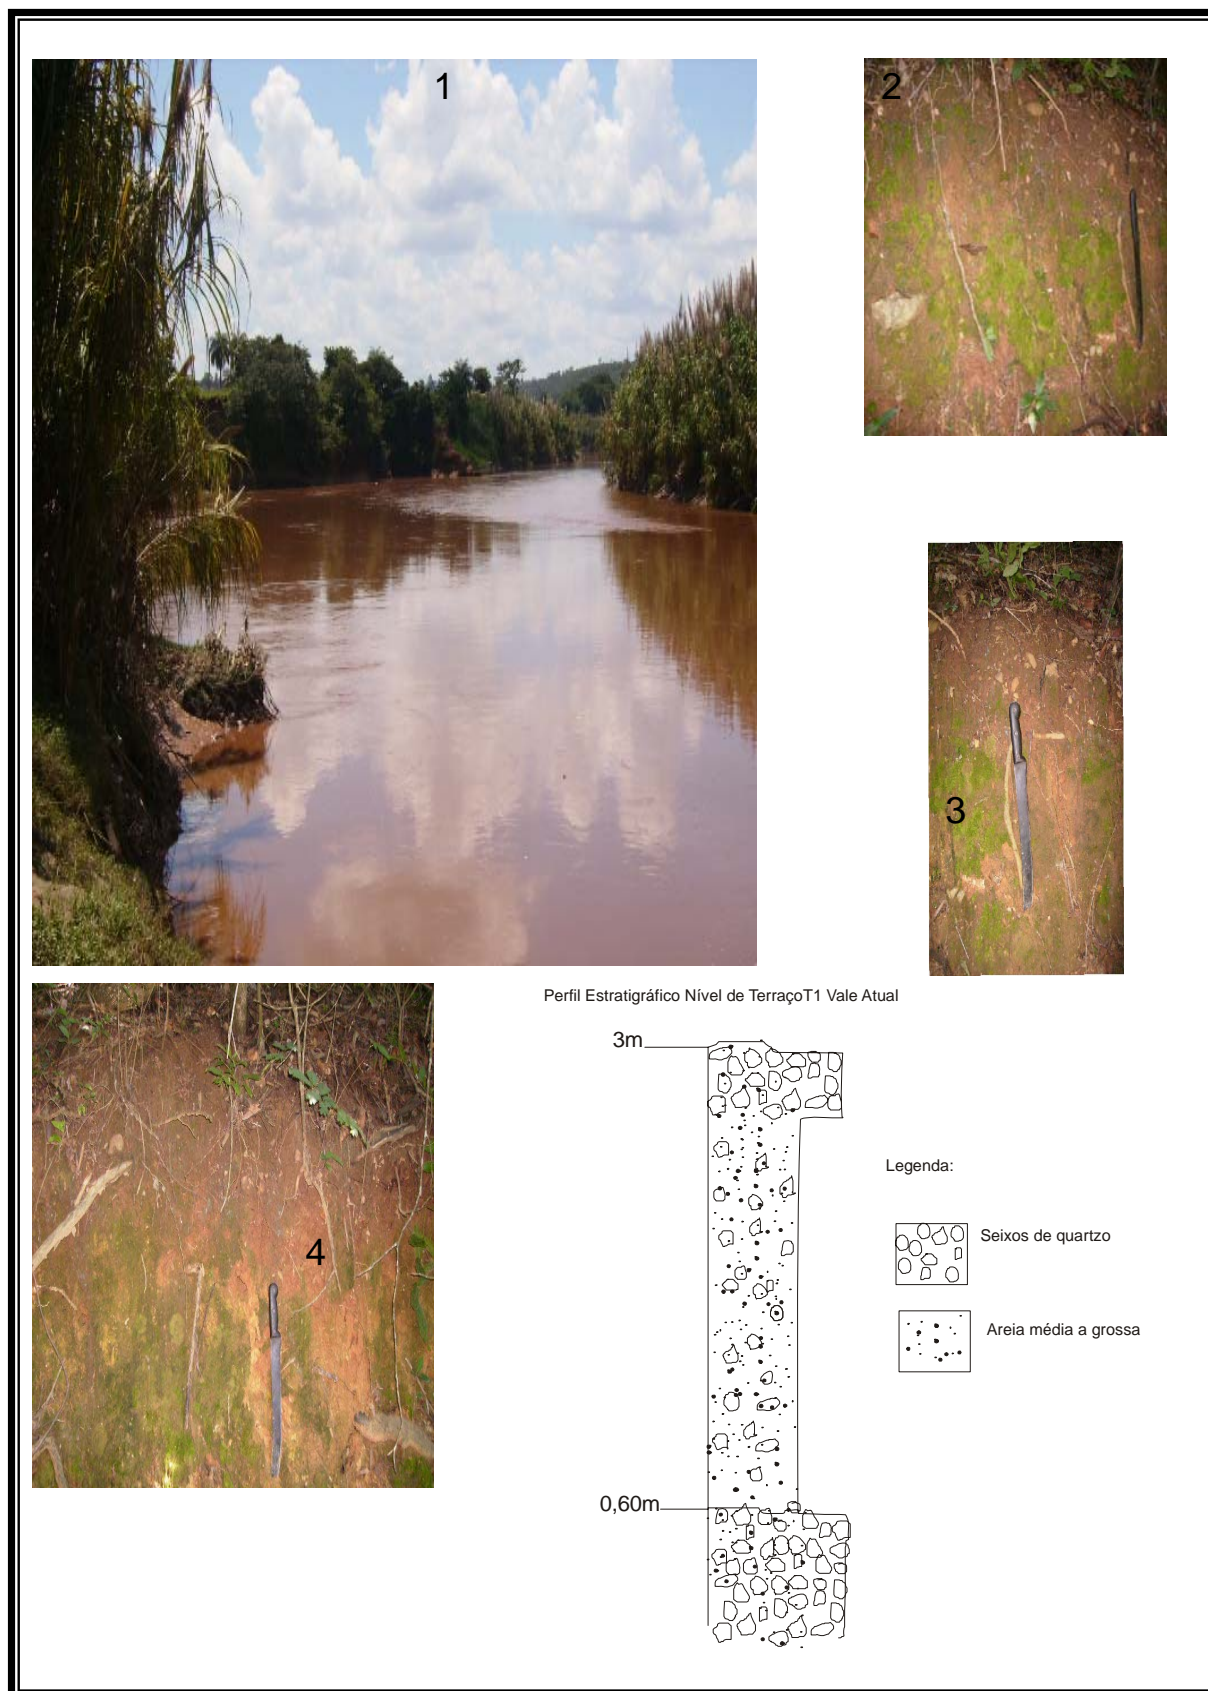 1
2
3
4
Perfil Estratigráfico Nível de TerraçoT1 Vale Atual
3m
0,60m
Legenda:
Seixos de quartzo
Areia média a grossa